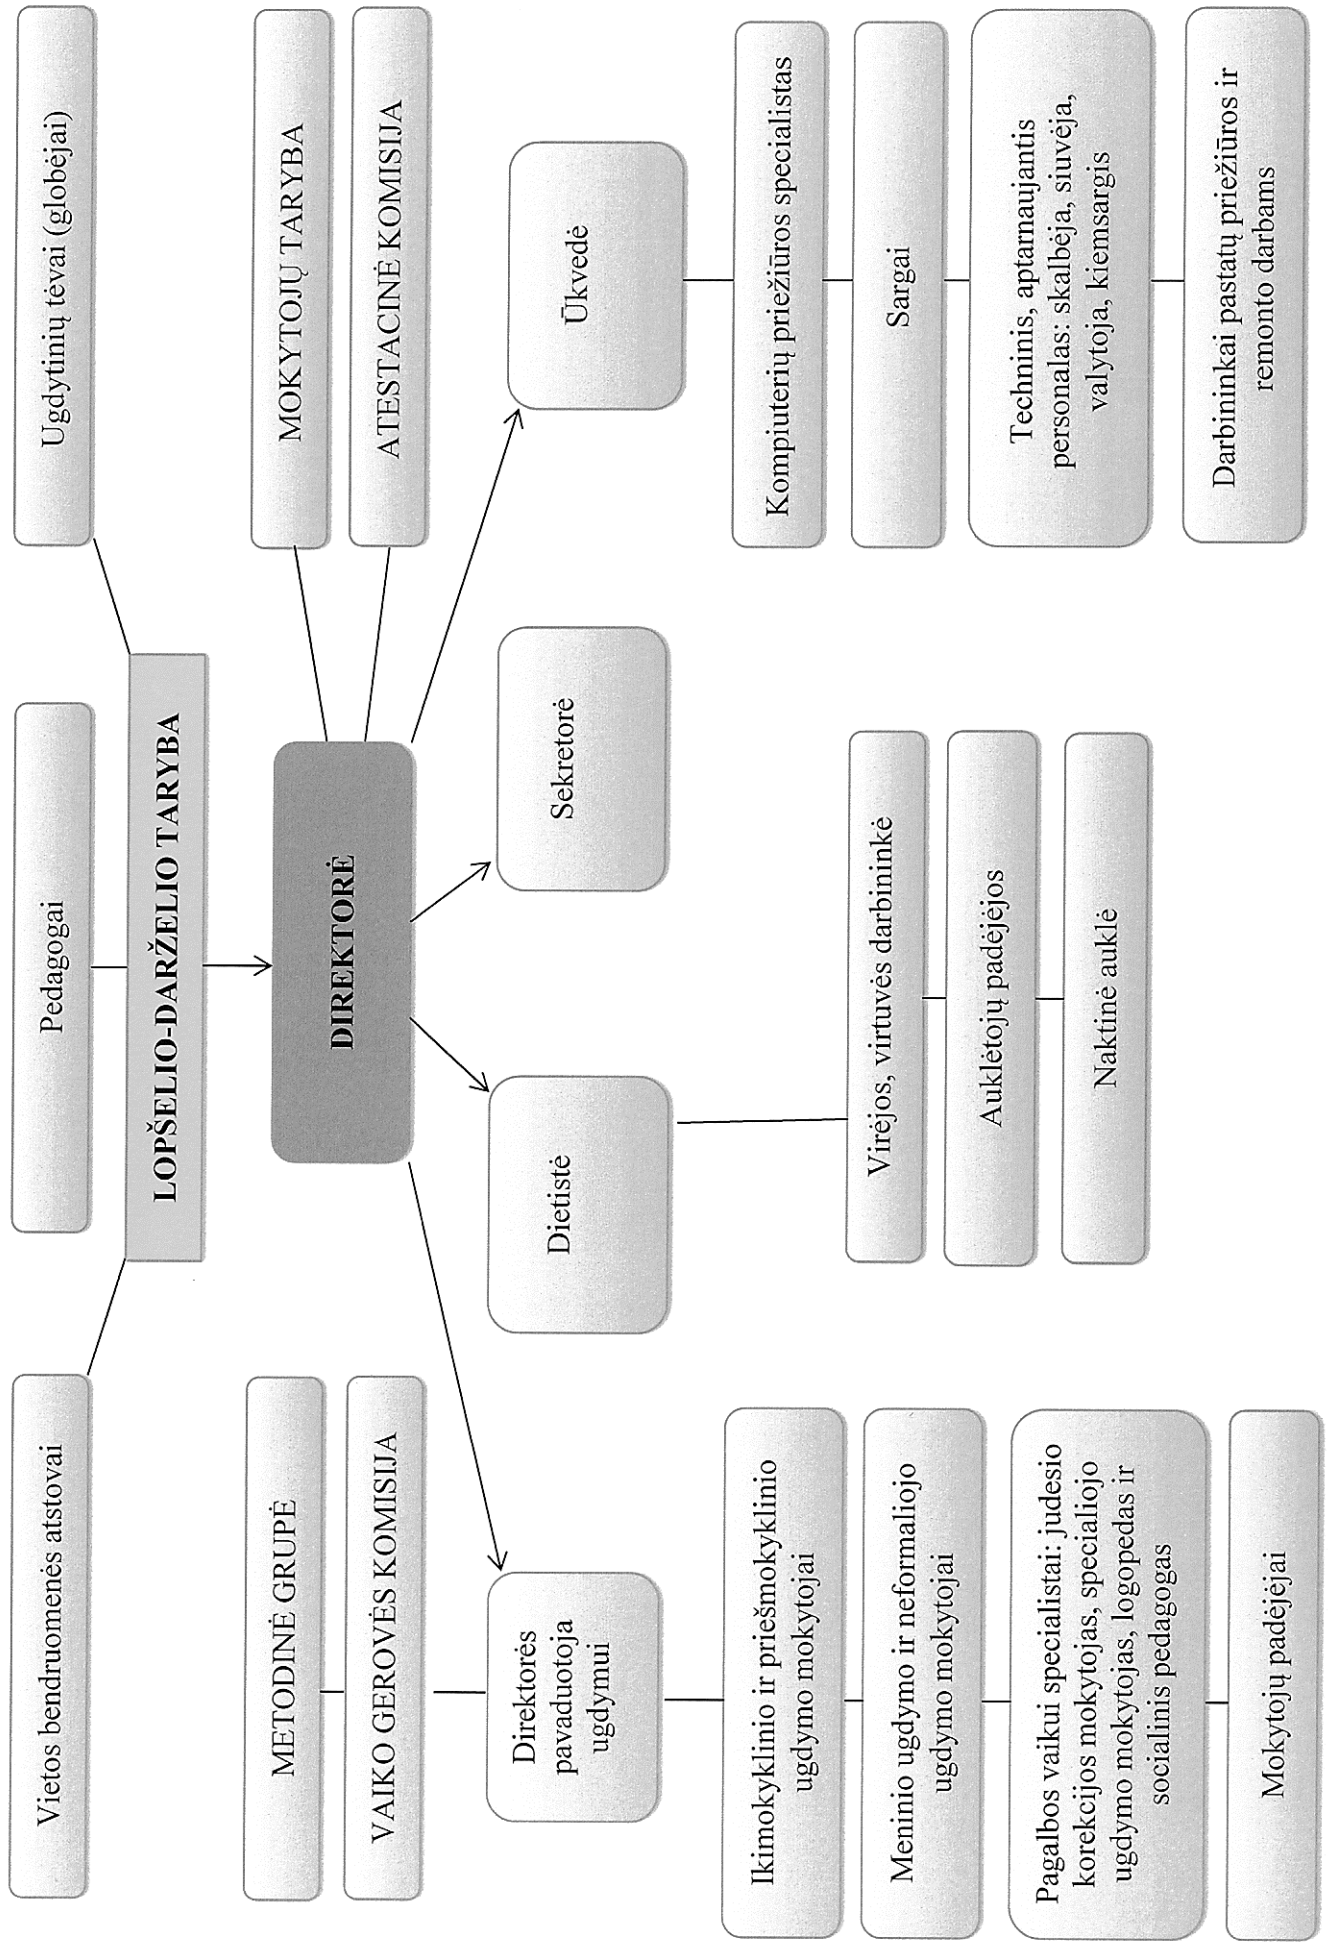 Vietos bendruomenės atstovai
Pedagogai
Ugdytinių tėvai (globėjai)
LOPŠELIO-DARŽELIO TARYBA
METODINĖ GRUPĖ
VAIKO GEROVĖS KOMISIJA
DIREKTORĖ
MOKYTOJŲ TARYBA
ATESTACINĖ KOMISIJA
Direktorės
pavaduotoja
ugdymui
Dietistė
Sekretorė
Ūkvedė
Ikimokyklinio ir priešmokyklinio
ugdymo mokytojai
Meninio ugdymo ir neformaliojo
ugdymo mokytojai
Pagalbos vaikui specialistai: judesio
korekcijos mokytojas, specialiojo
ugdymo mokytojas, logopedas ir
socialinis pedagogas
Mokytojų padėjėjai
Virėjos, virtuvės darbininkė
Auklėtojų padėjėjos
Naktinė auklė
Kompiuterių priežiūros specialistas
Sargai
Techninis, aptarnaujantis
personalas: skalbėja, siuvėja,
valytoja, kiemsargis
Darbininkai pastatų priežiūros ir
remonto darbams